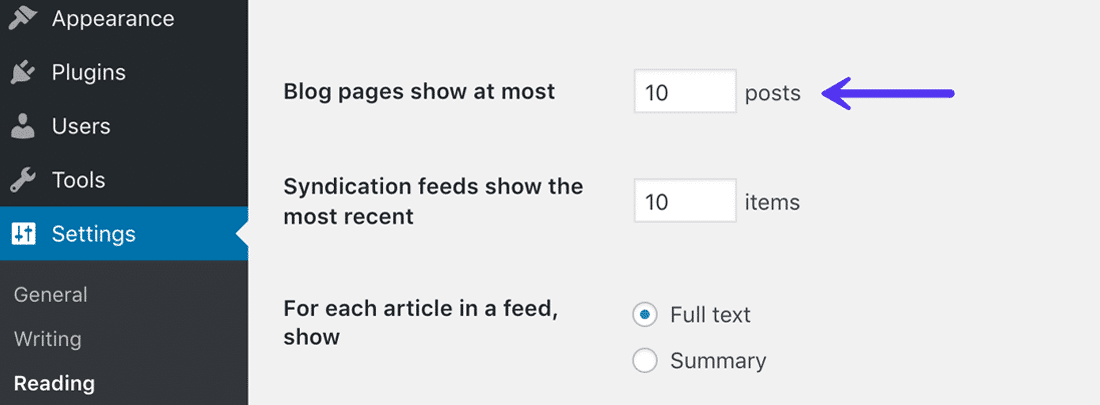 Appearance
Plugins
Users
Tools
Settings
General
Writing
Reading
Blog pages show at most 10 posts
Syndication feeds show the
most recent 10 items
For each article in a feed,
show
Full text
Summary